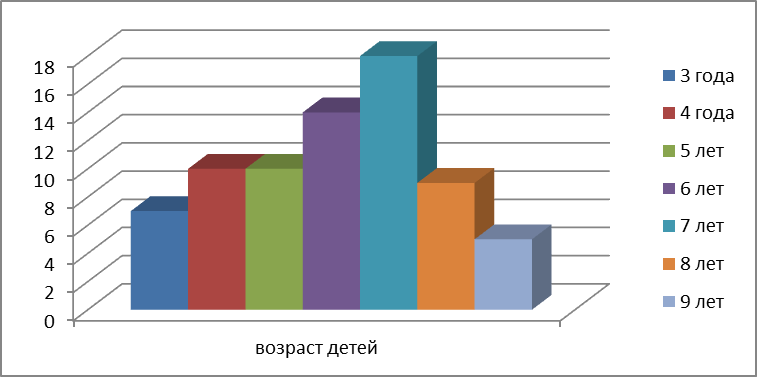 18
16
14
12
10
8
6
4
2
0
возраст детей
3 года
4 года
5 лет
6 лет
7 лет
8 лет
9 лет